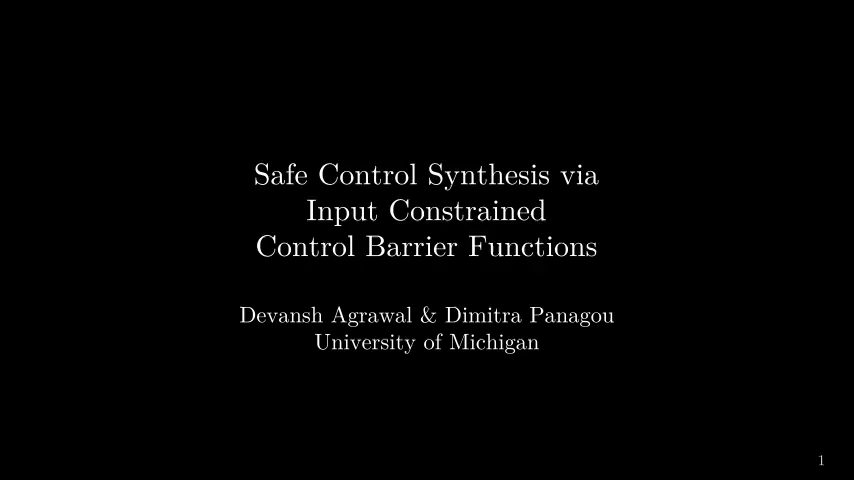 Safe Control Synthesis via
Input Constrained
Control Barrier Functions
Devansh Agrawal & Dimitra Panagou
University of Michigan
1